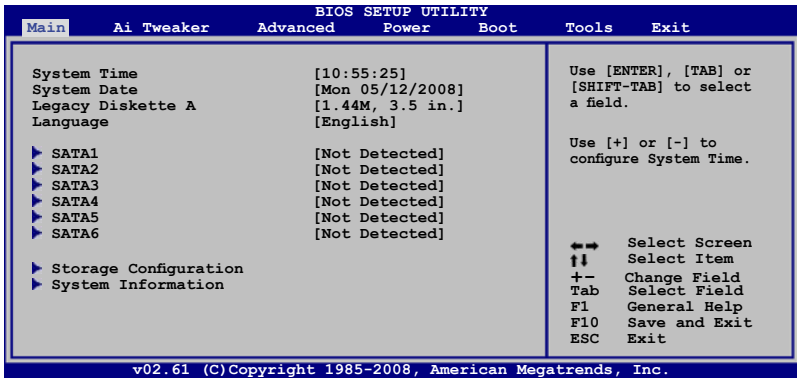 BIOS SETUP UTILITY
Main Ai Tweaker Advanced Power Boot Tools Exit
System Time [10:55:25]
System Date [Mon 05/12/2008]
Legacy Diskette A [1.44M, 3.5 in.]
Language [English]
SATA1 [Not Detected]
SATA2 [Not Detected]
SATA3 [Not Detected]
SATA4 [Not Detected]
SATA5 [Not Detected]
SATA6 [Not Detected]
Storage Configuration
System Information
Use [ENTER], [TAB] or
[SHIFT-TAB] to select
a field.
Use [+] or [-] to
configure System Time.
←→ Select Screen
↑↓ Select Item
+- Change Field
Tab Select Field
F1 General Help
F10 Save and Exit
ESC Exit
v02.61 (C)Copyright 1985-2008, American Megatrends, Inc.